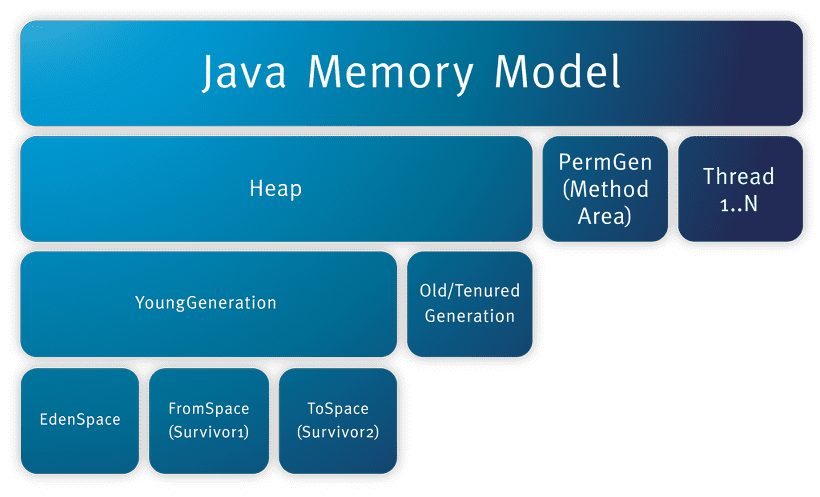 Java Memory Model
Heap
PermGen
(Method
Area)
Thread
1..N
YoungGeneration
Old/Tenured
Generation
EdenSpace
FromSpace
(Survivor1)
ToSpace
(Survivor2)